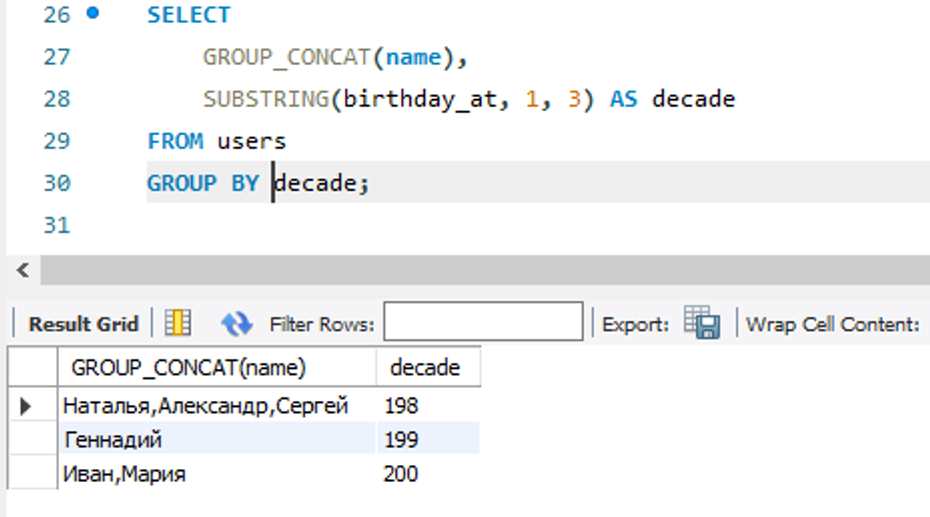 26 SELECT
27 GROUP_CONCAT(name),
28 SUBSTRING(birthday_at, 1, 3) AS decade
29 FROM users
30 GROUP BY decade;
31
Result Grid Filter Rows: Export: Wrap Cell Content:
GROUP_CONCAT(name) decade
Наталья,Александр,Сергей 198
Геннадий 199
Иван,Мария 200